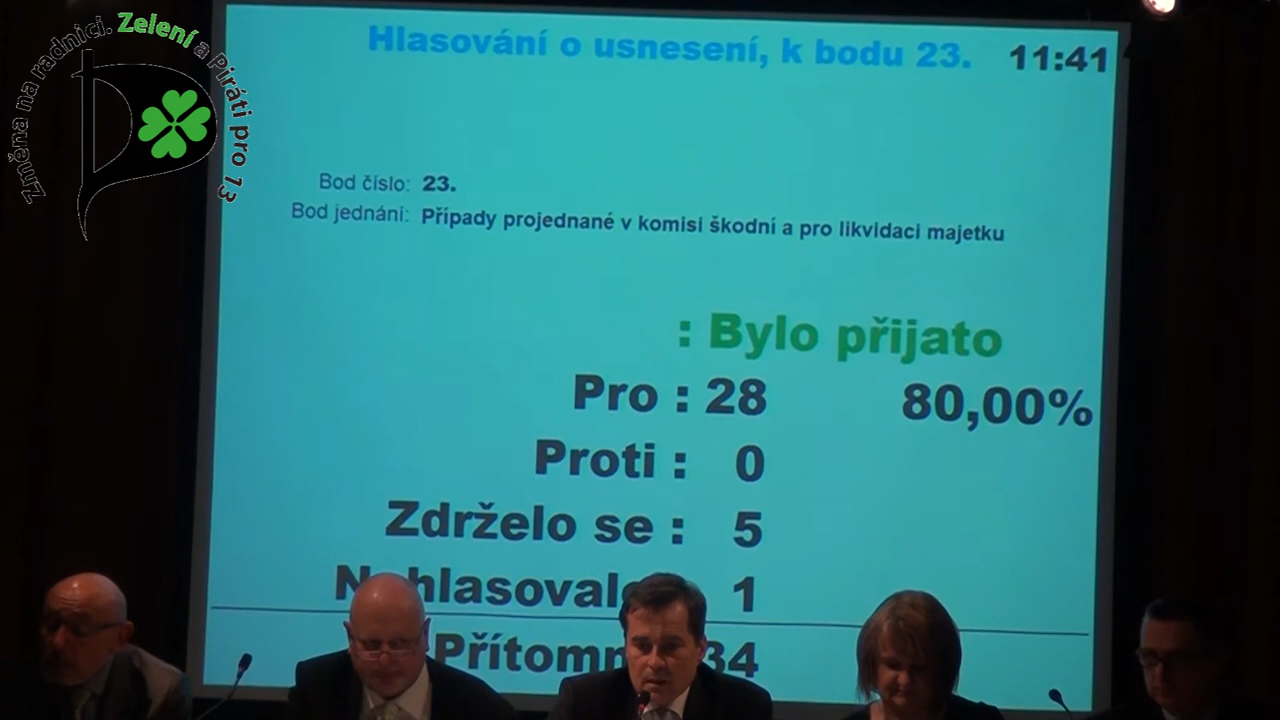 Změna na radnici. Zelení a Piráti pro 13
Hlasování o usnesení, k bodu 23. 11:41
Bod číslo: 23.
Bod jednání: Případy projednané v komisi škodní a pro likvidaci majetku
: Bylo přijato
Pro : 28 80,00%
Proti : 0
Zdrželo se : 5
1
34